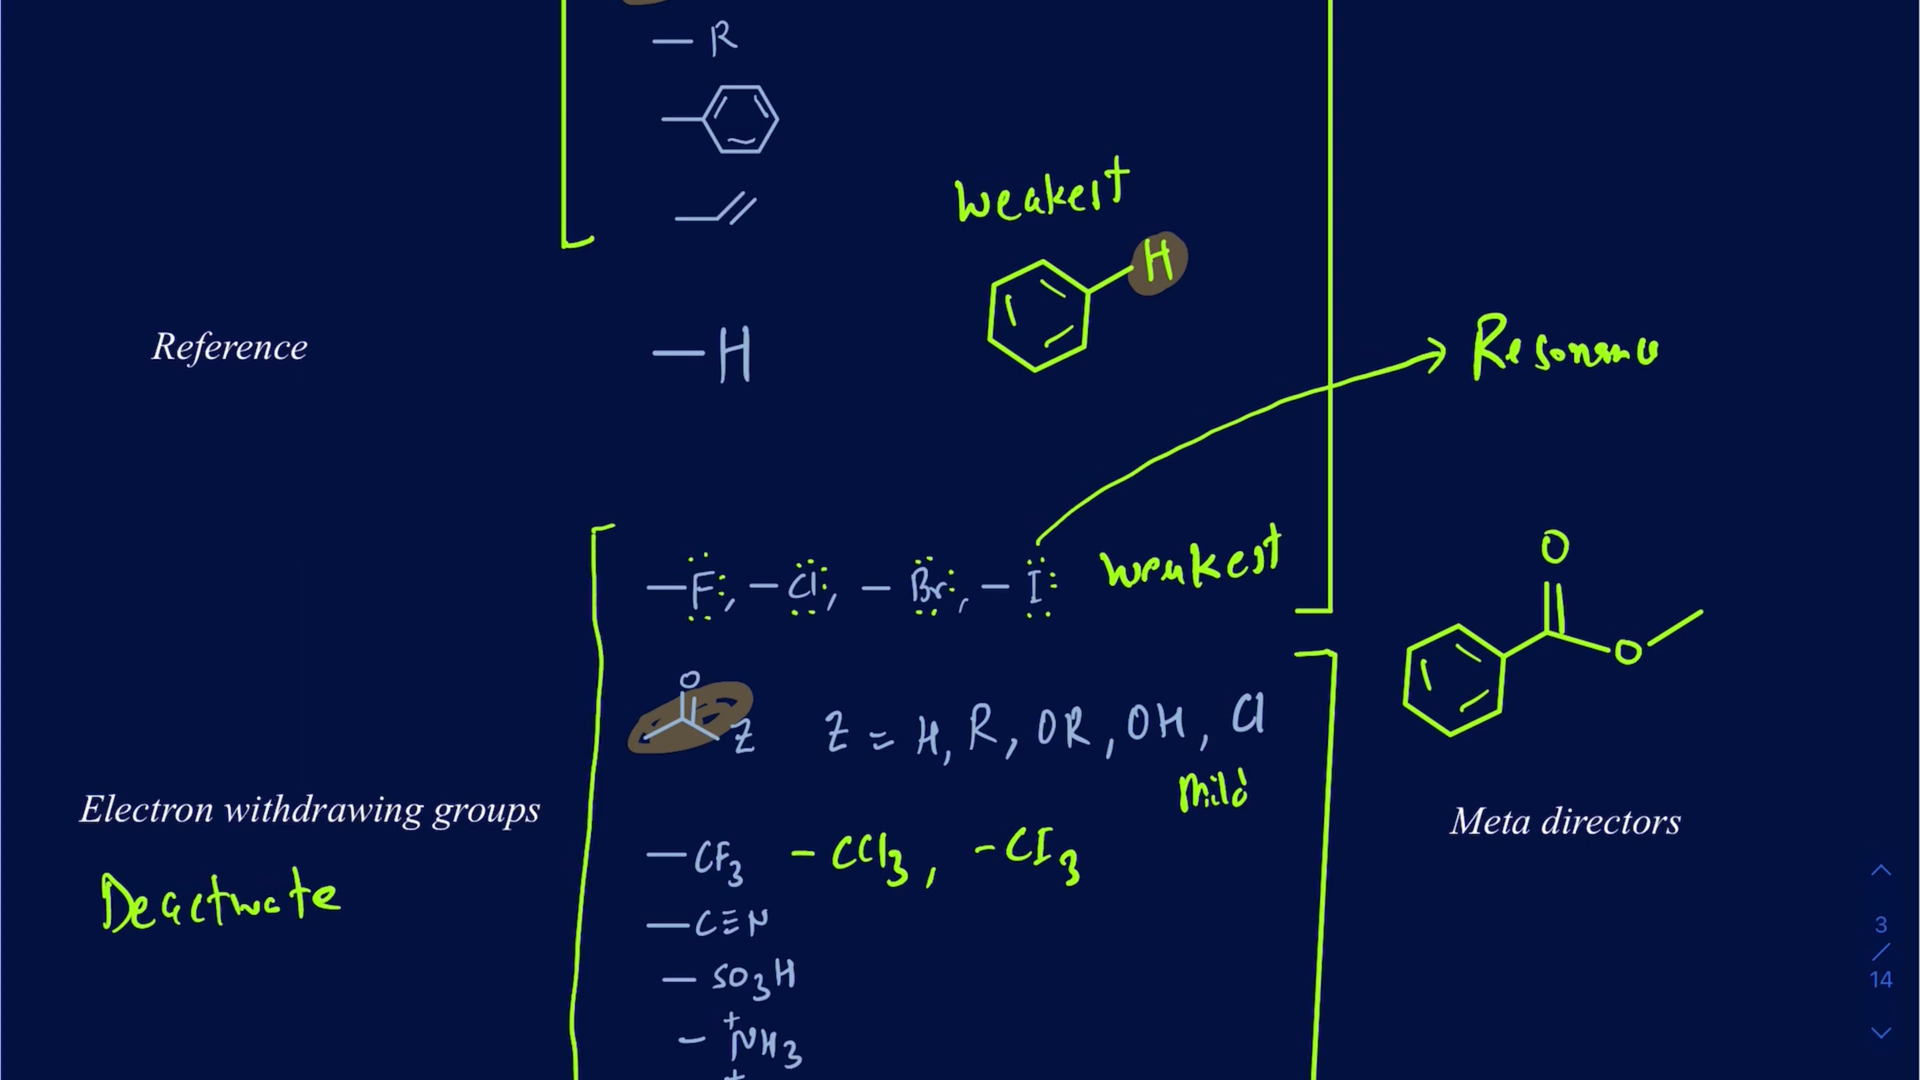 — R
Weakest
H
Reference
— H
Resonance
— F, — Cl, — Br, — I
weakest
O
O
O
Z
Z = H, R, OR, OH, Cl
mild
Electron withdrawing groups
Meta directors
— CF₃ - CCl₃, - CI₃
Deactivate
— C≡N
3
/
14
— SO₃H
- ⁺NH₃